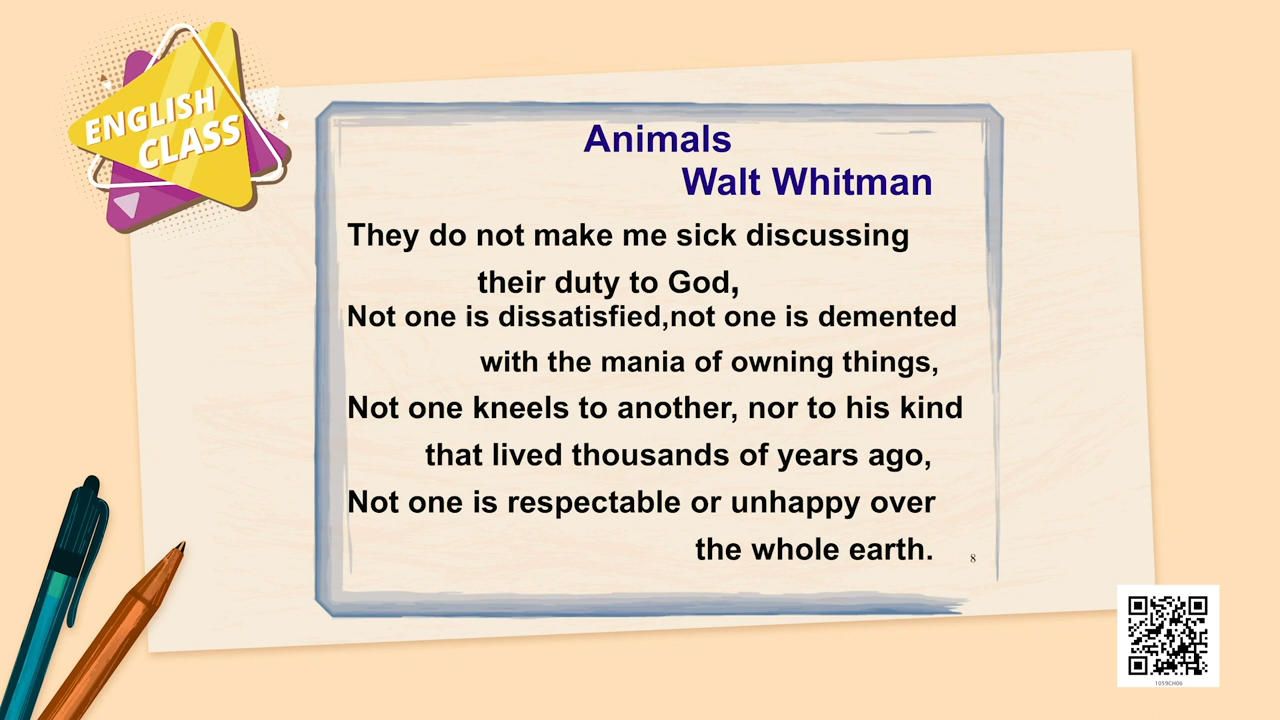 ENGLISH
CLASS
Animals
Walt Whitman
They do not make me sick discussing
their duty to God,
Not one is dissatisfied,not one is demented
with the mania of owning things,
Not one kneels to another, nor to his kind
that lived thousands of years ago,
Not one is respectable or unhappy over
the whole earth.
8
1059CH06